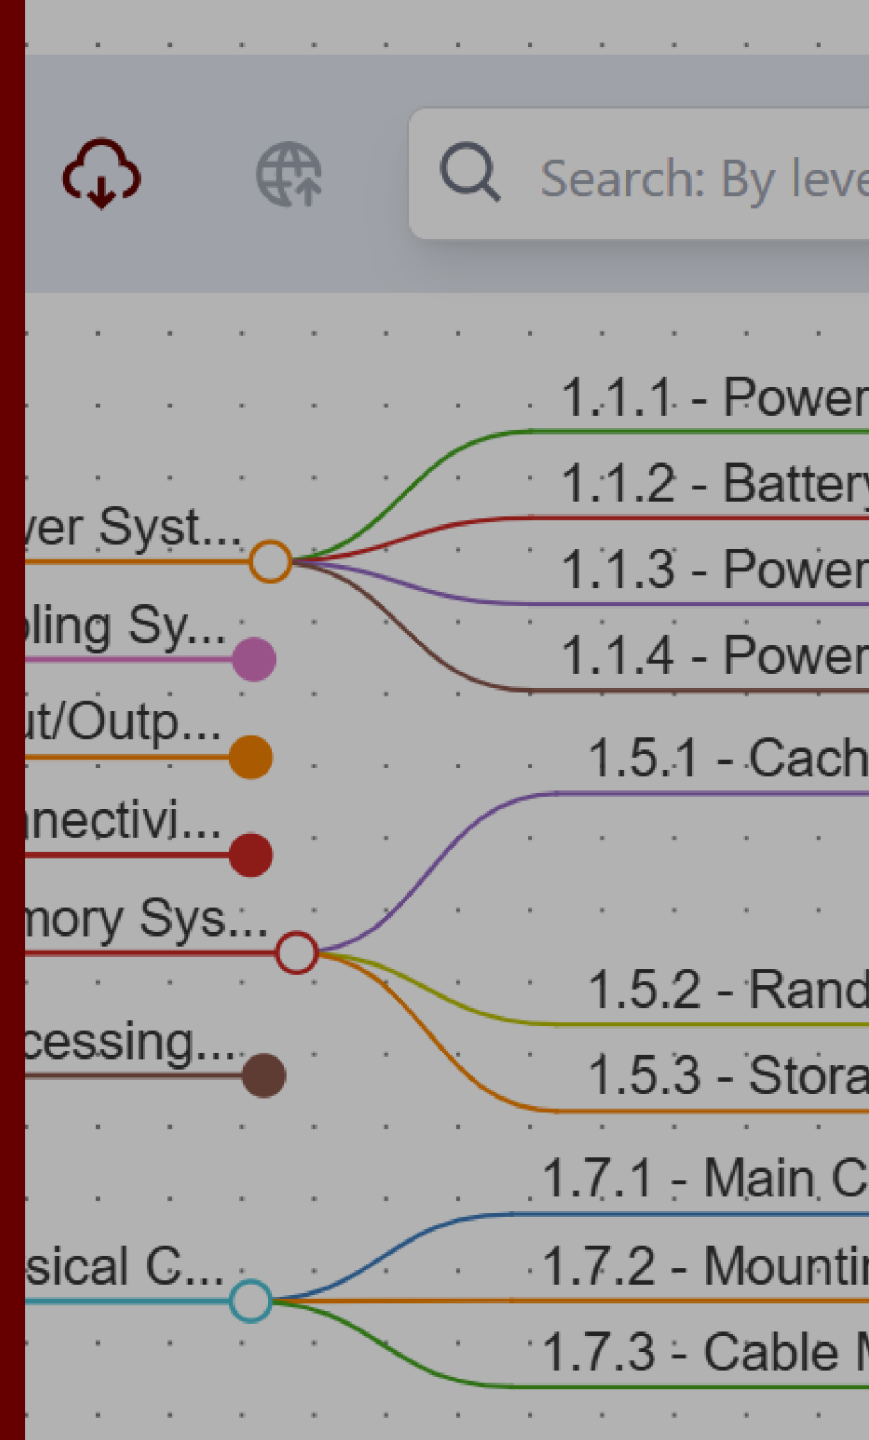 Search: By leve
1.1.1 - Power
1.1.2 - Battery
ver Syst...
1.1.3 - Power
oling Sy...
1.1.4 - Power
ut/Outp...
1.5.1 - Cach
nnectivi...
mory Sys...
1.5.2 - Rand
cessing...
1.5.3 - Stora
1.7.1 - Main C
sical C...
1.7.2 - Mountin
1.7.3 - Cable M